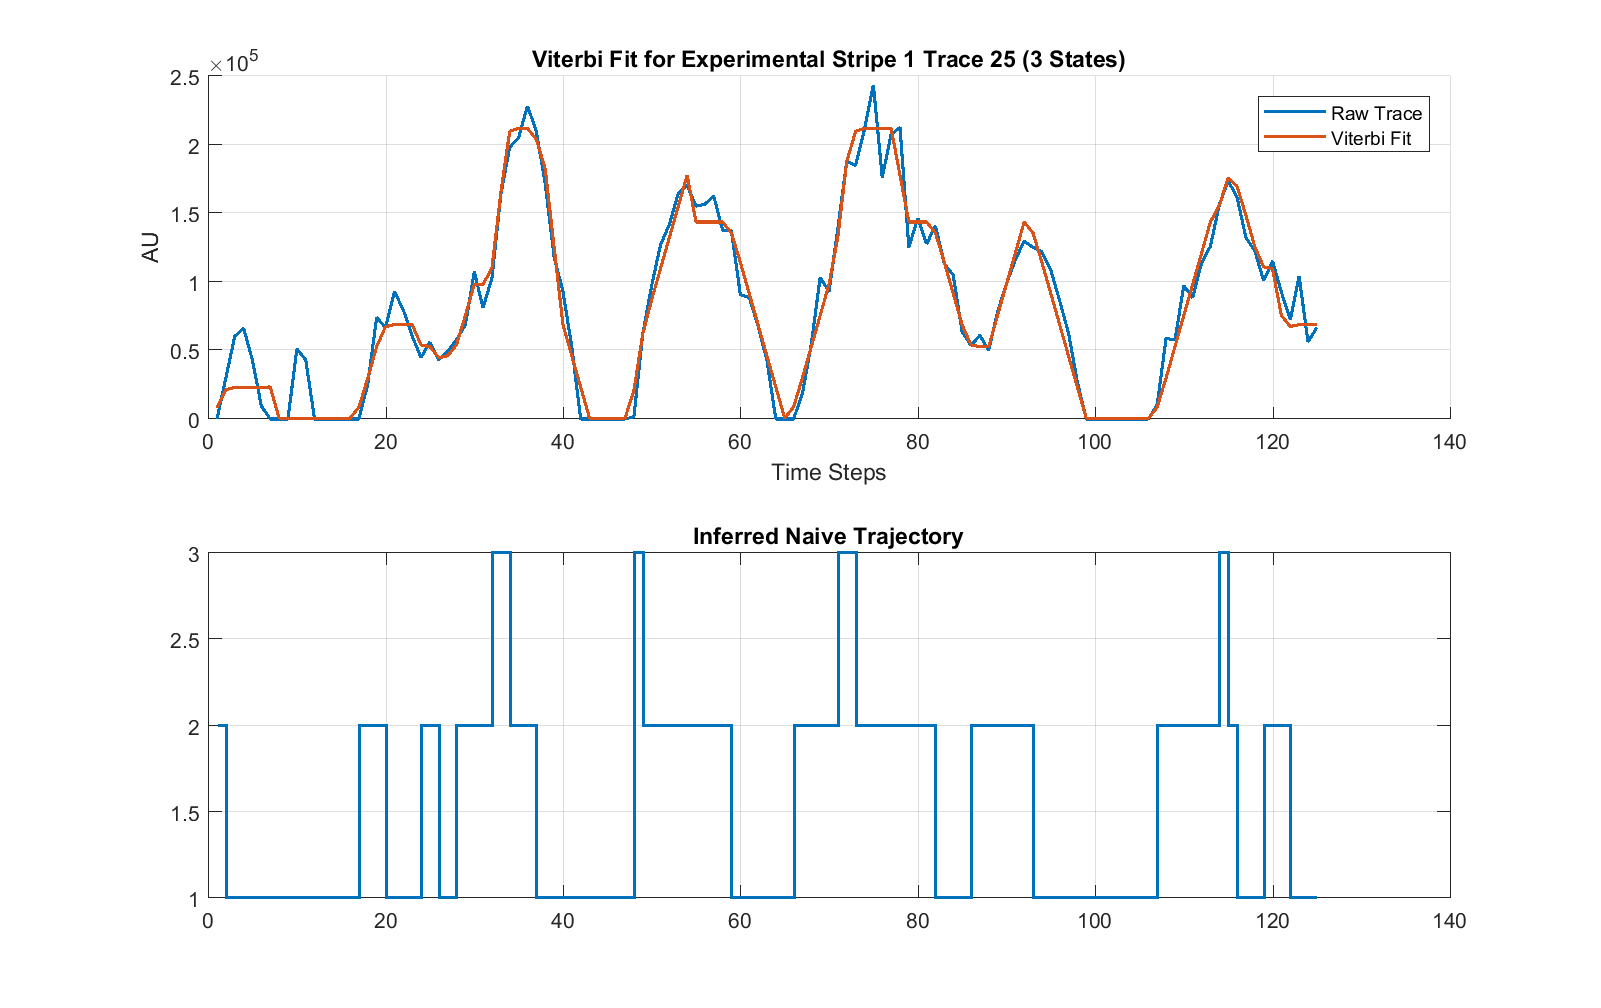 Viterbi Fit for Experimental Stripe 1 Trace 25 (3 States)
×10^5
2.5
2
1.5
1
0.5
0
AU
Raw Trace
Viterbi Fit
0 20 40 60 80 100 120 140
Time Steps
Inferred Naive Trajectory
3
2.5
2
1.5
1
0 20 40 60 80 100 120 140